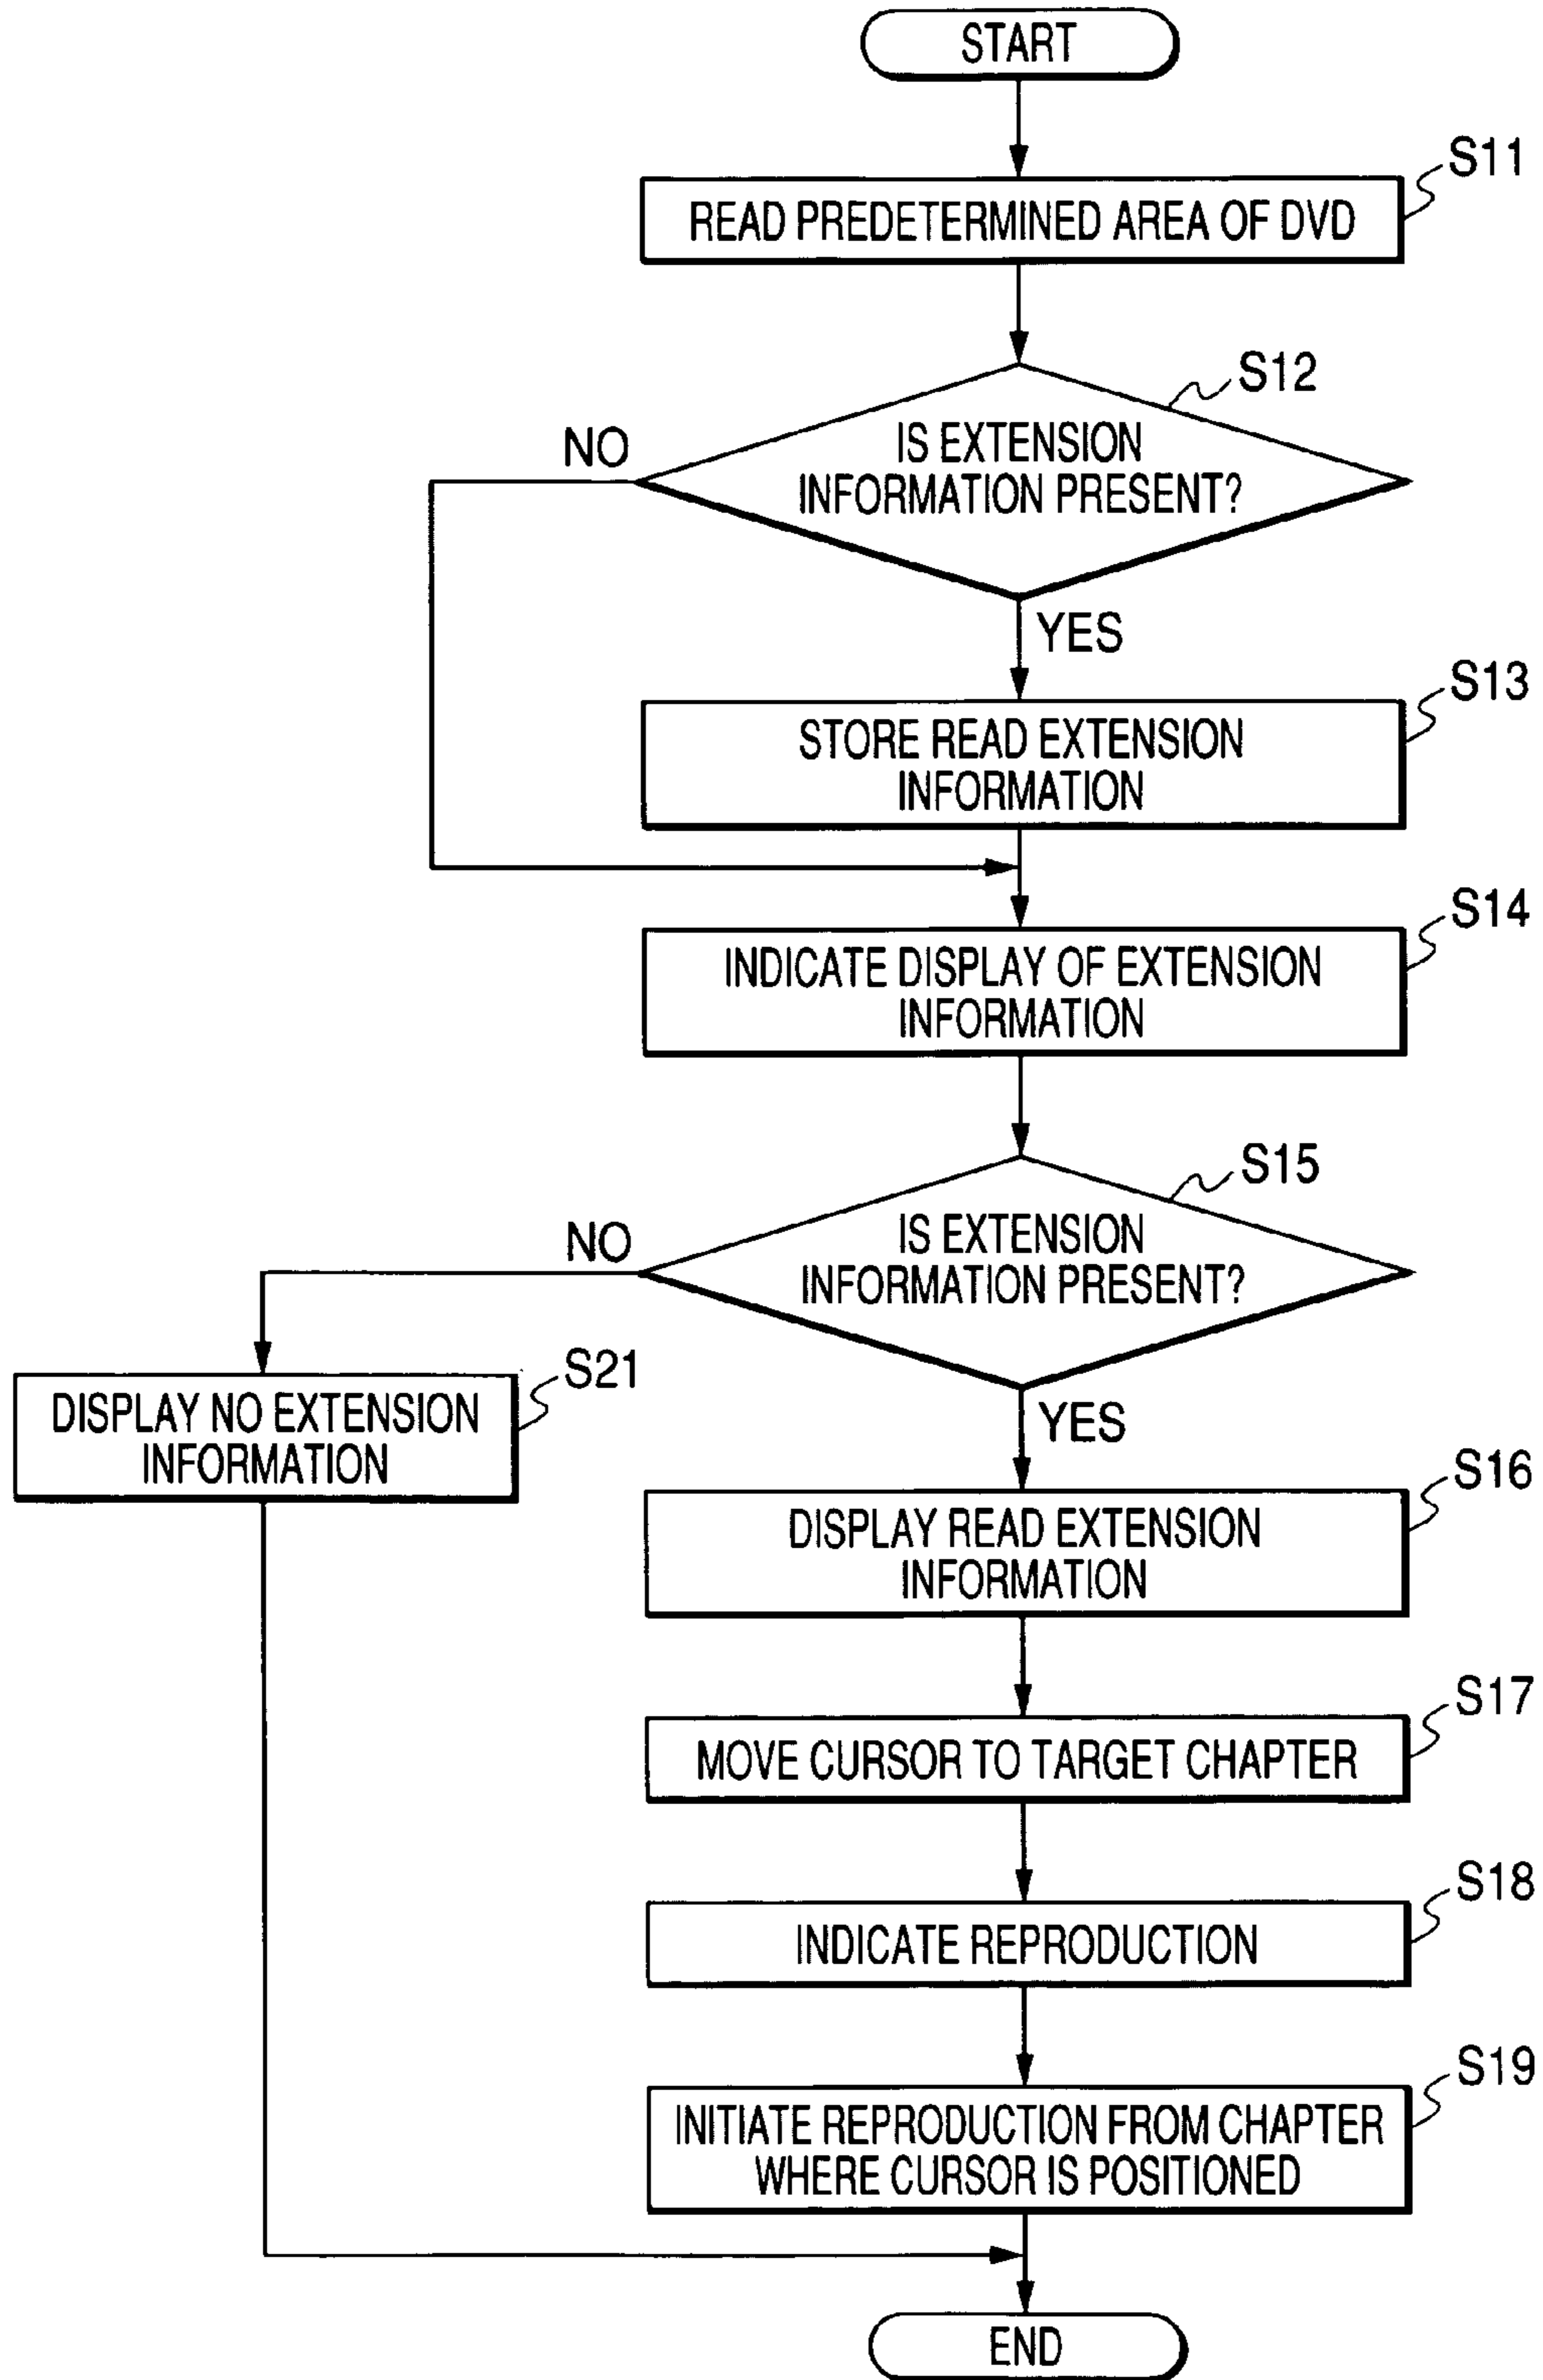 START
S11
READ PREDETERMINED AREA OF DVD
S12
NO
IS EXTENSION
INFORMATION PRESENT?
YES
S13
STORE READ EXTENSION
INFORMATION
S14
INDICATE DISPLAY OF EXTENSION
INFORMATION
S15
NO
IS EXTENSION
INFORMATION PRESENT?
S21
DISPLAY NO EXTENSION
INFORMATION
YES
S16
DISPLAY READ EXTENSION
INFORMATION
S17
MOVE CURSOR TO TARGET CHAPTER
S18
INDICATE REPRODUCTION
S19
INITIATE REPRODUCTION FROM CHAPTER
WHERE CURSOR IS POSITIONED
END